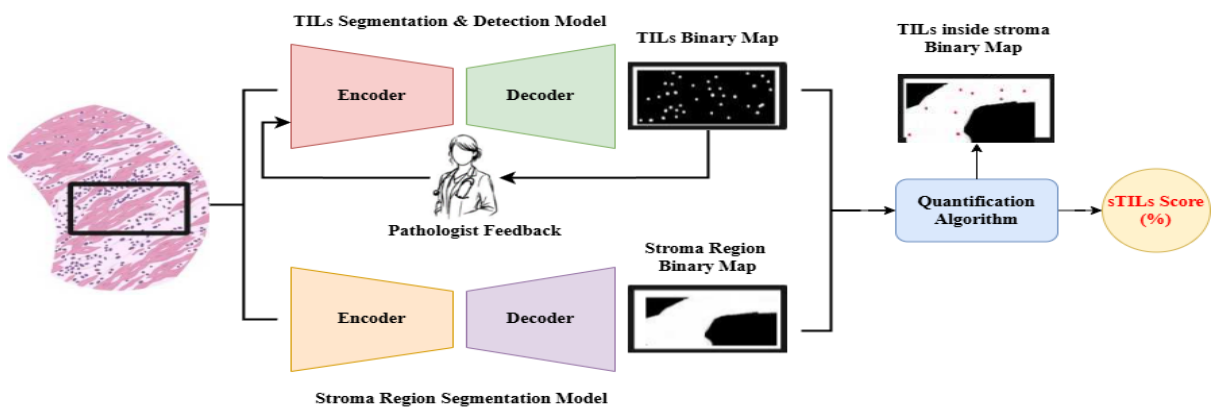 TILs Segmentation & Detection Model
Encoder
Decoder
TILs Binary Map
Pathologist Feedback
TILs inside stroma
Binary Map
Quantification
Algorithm
sTILs Score
(%)
Stroma Region
Binary Map
Encoder
Decoder
Stroma Region Segmentation Model